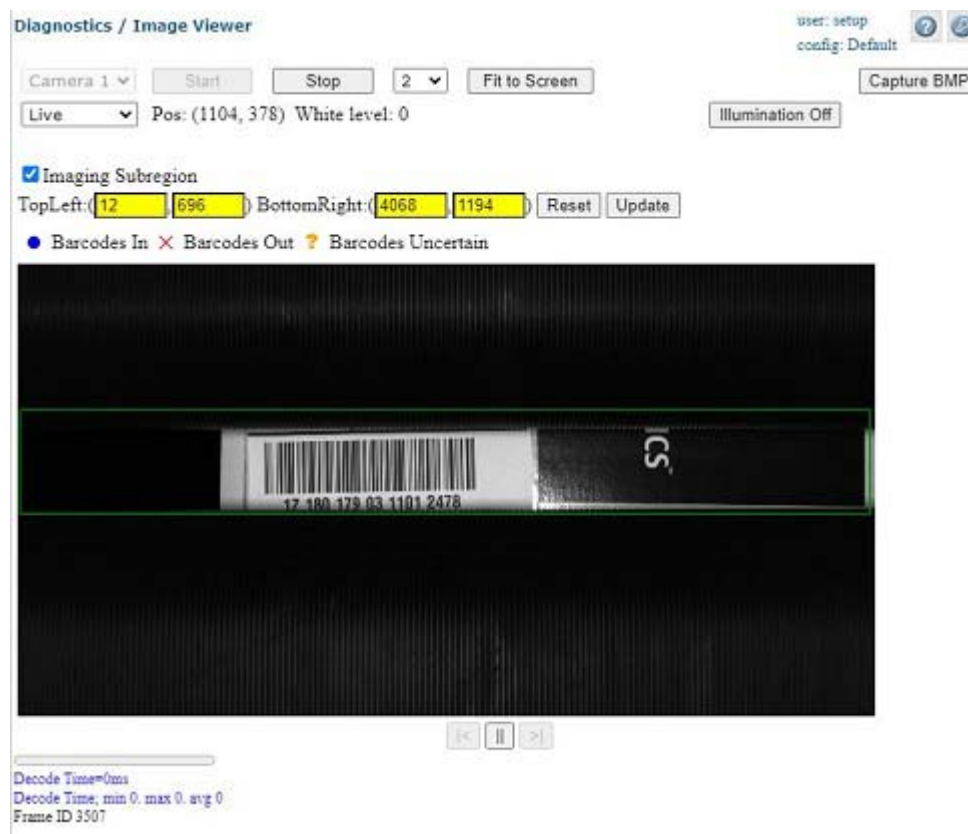 Diagnostics / Image Viewer
user: setup
config: Default
Camera 1 Start Stop 2 Fit to Screen Capture BMP
Live Pos: (1104, 378) White level: 0 Illumination Off
Imaging Subregion
TopLeft:( 12 , 696 ) BottomRight:( 4068 , 1194 ) Reset Update
Barcodes In Barcodes Out ? Barcodes Uncertain
ICS
17 180 179 03 1101 2478
|< || >|
Decode Time=0ms
Decode Time; min 0. max 0. avg 0
Frame ID 3507